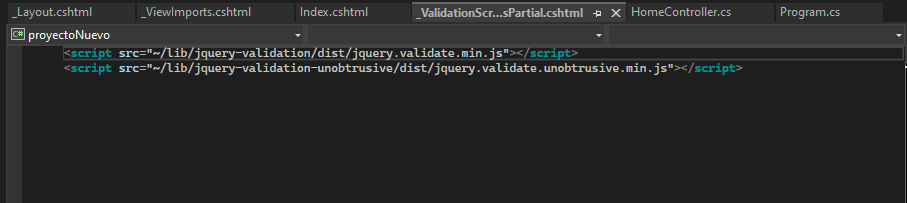 _Layout.cshtml _ViewImports.cshtml Index.cshtml _ValidationScr...sPartial.cshtml HomeController.cs Program.cs
C# proyectoNuevo
<script src="~/lib/jquery-validation/dist/jquery.validate.min.js"></script>
<script src="~/lib/jquery-validation-unobtrusive/dist/jquery.validate.unobtrusive.min.js"></script>